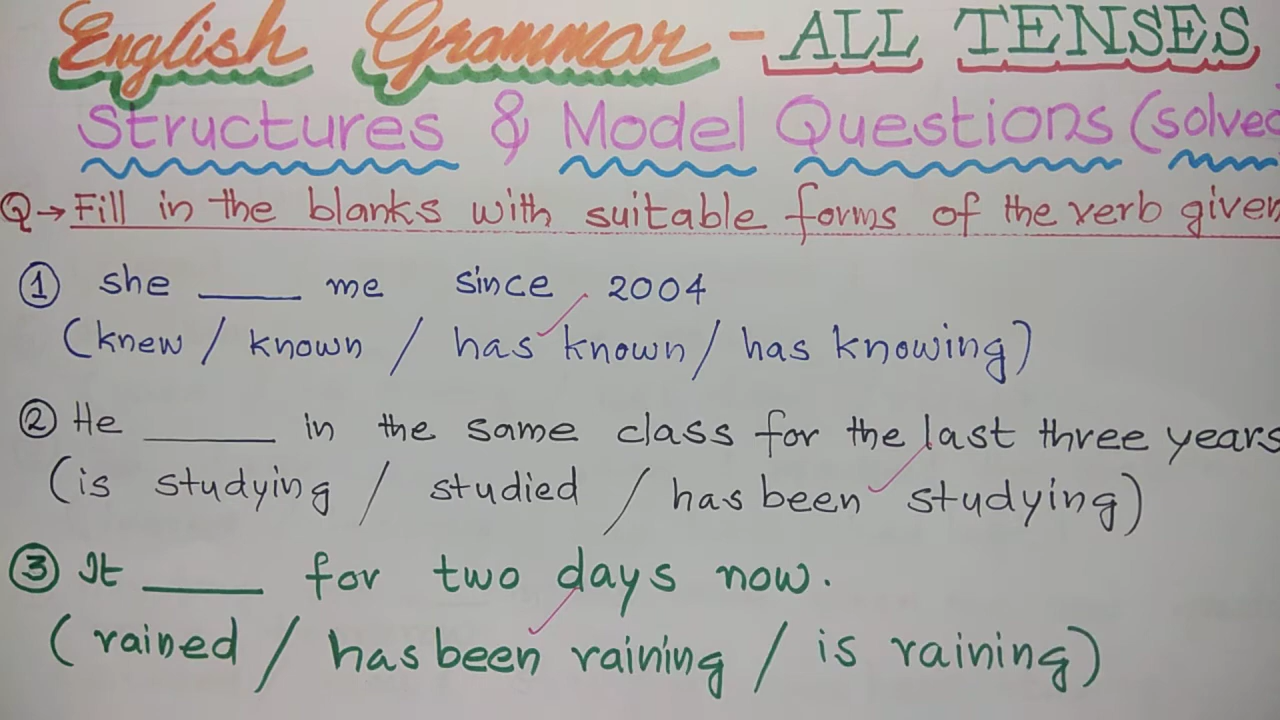 English Grammar - ALL TENSES
Structures & Model Questions (solved
Q→ Fill in the blanks with suitable forms of the verb given
① she ____ me since 2004
(knew / known / has known / has knowing)
② He ____ in the same class for the last three years
(is studying / studied / has been studying)
③ It ____ for two days now.
(rained / has been raining / is raining)